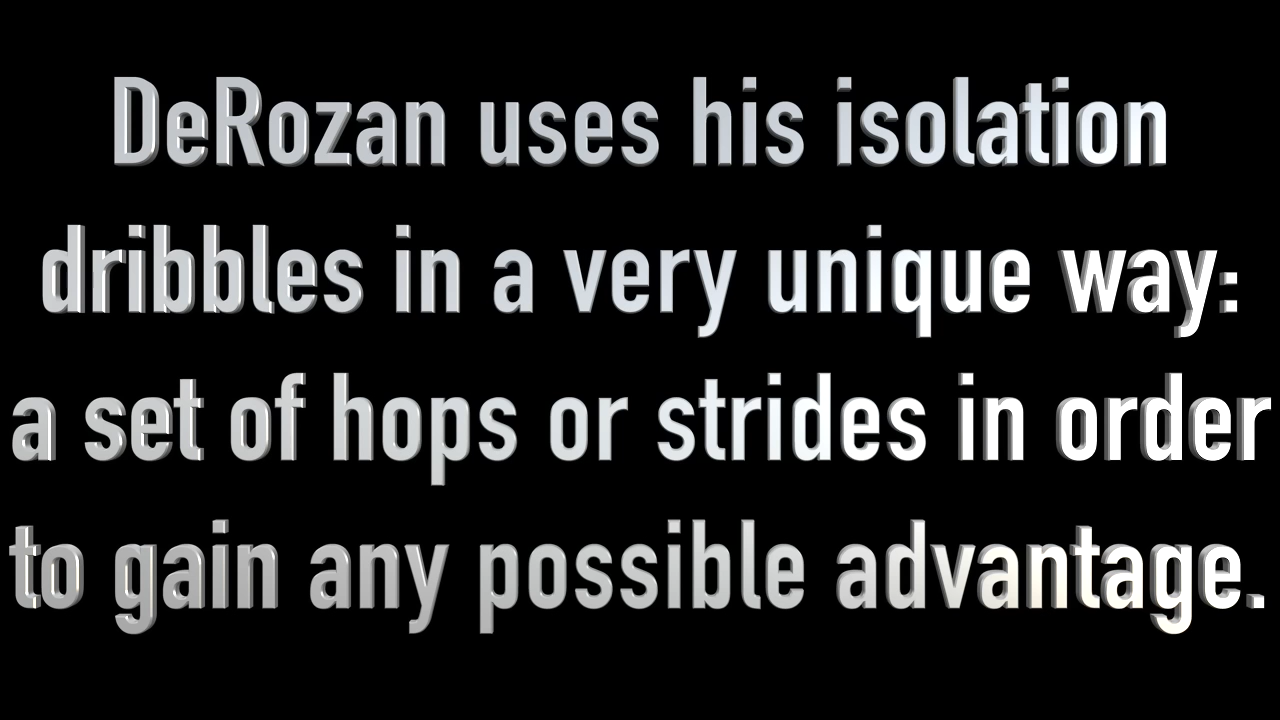 DeRozan uses his isolation
dribbles in a very unique way:
a set of hops or strides in order
to gain any possible advantage.